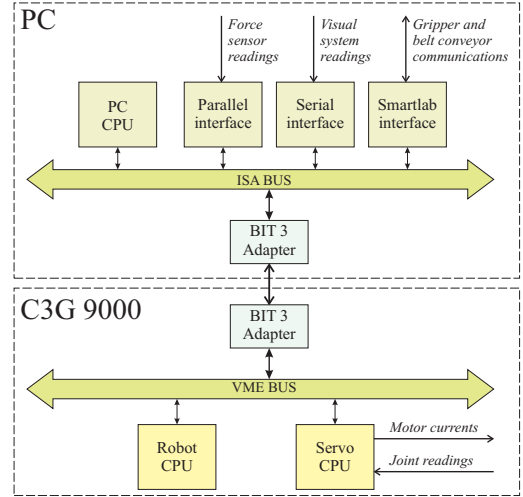 PC
Force
sensor
readings
Visual
system
readings
Gripper and
belt conveyor
communications
PC
CPU
Parallel
interface
Serial
interface
Smartlab
interface
ISA BUS
BIT 3
Adapter
C3G 9000
BIT 3
Adapter
VME BUS
Robot
CPU
Servo
CPU
Motor currents
Joint readings